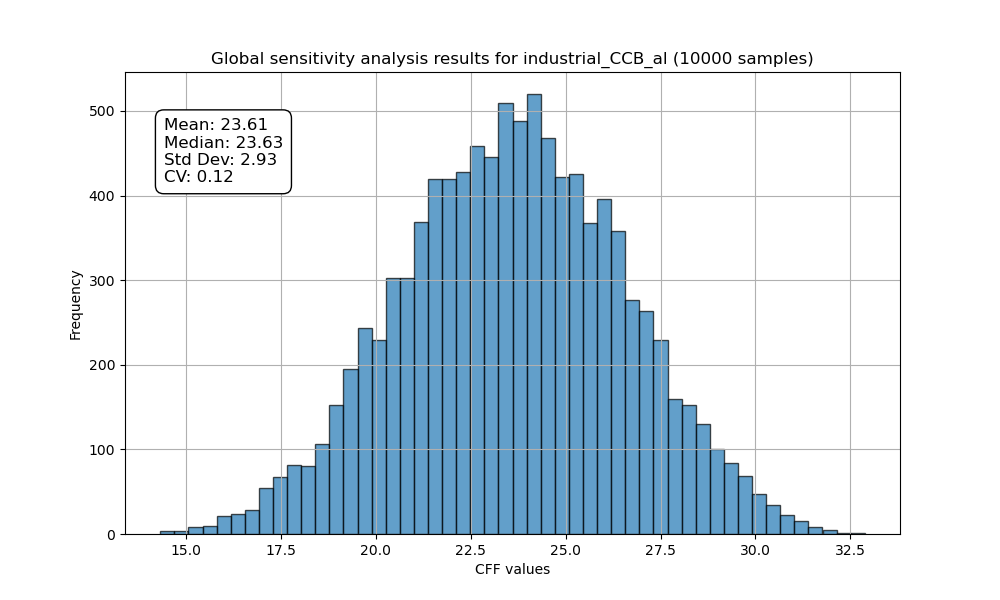 Global sensitivity analysis results for industrial_CCB_al (10000 samples)
Mean: 23.61
Median: 23.63
Std Dev: 2.93
CV: 0.12
500
400
300
200
100
0
Frequency
15.0 17.5 20.0 22.5 25.0 27.5 30.0 32.5
CFF values